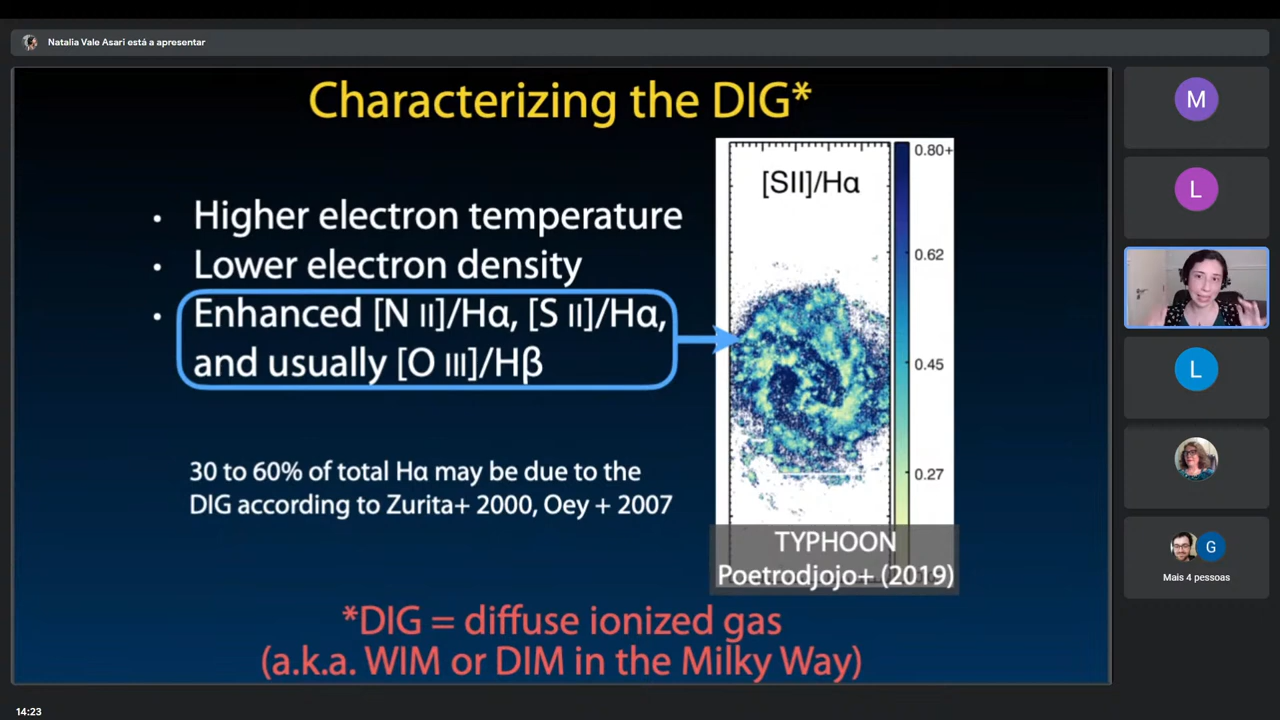 Natalia Vale Asari está a apresentar
Characterizing the DIG*
• Higher electron temperature
• Lower electron density
• Enhanced [N II]/Hα, [S II]/Hα,
and usually [O III]/Hβ
30 to 60% of total Hα may be due to the
DIG according to Zurita+ 2000, Oey + 2007
[SII]/Hα
0.80+
0.62
0.45
0.27
TYPHOON
Poetrodjojo+ (2019)
*DIG = diffuse ionized gas
(a.k.a. WIM or DIM in the Milky Way)
M
L
L
G
Mais 4 pessoas
14:23